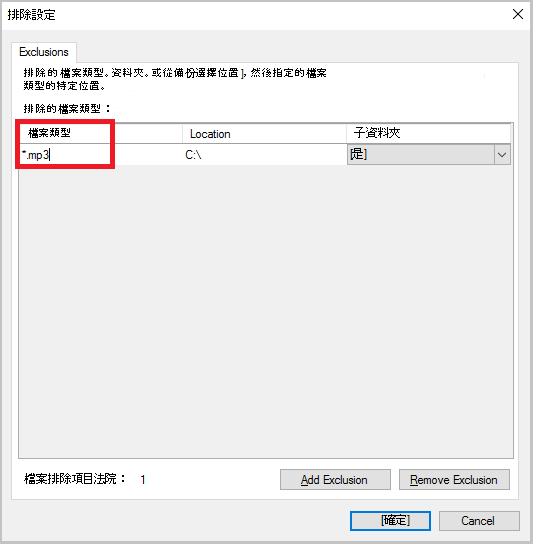 排除設定
Exclusions
排除的檔案類型。資料夾。或從備份選擇位置], 然後指定的檔案
類型的特定位置。
排除的檔案類型：
檔案類型 Location 子資料夾
*.mp3 C:\ [是]
檔案排除項目法院： 1
Add Exclusion Remove Exclusion
[確定] Cancel